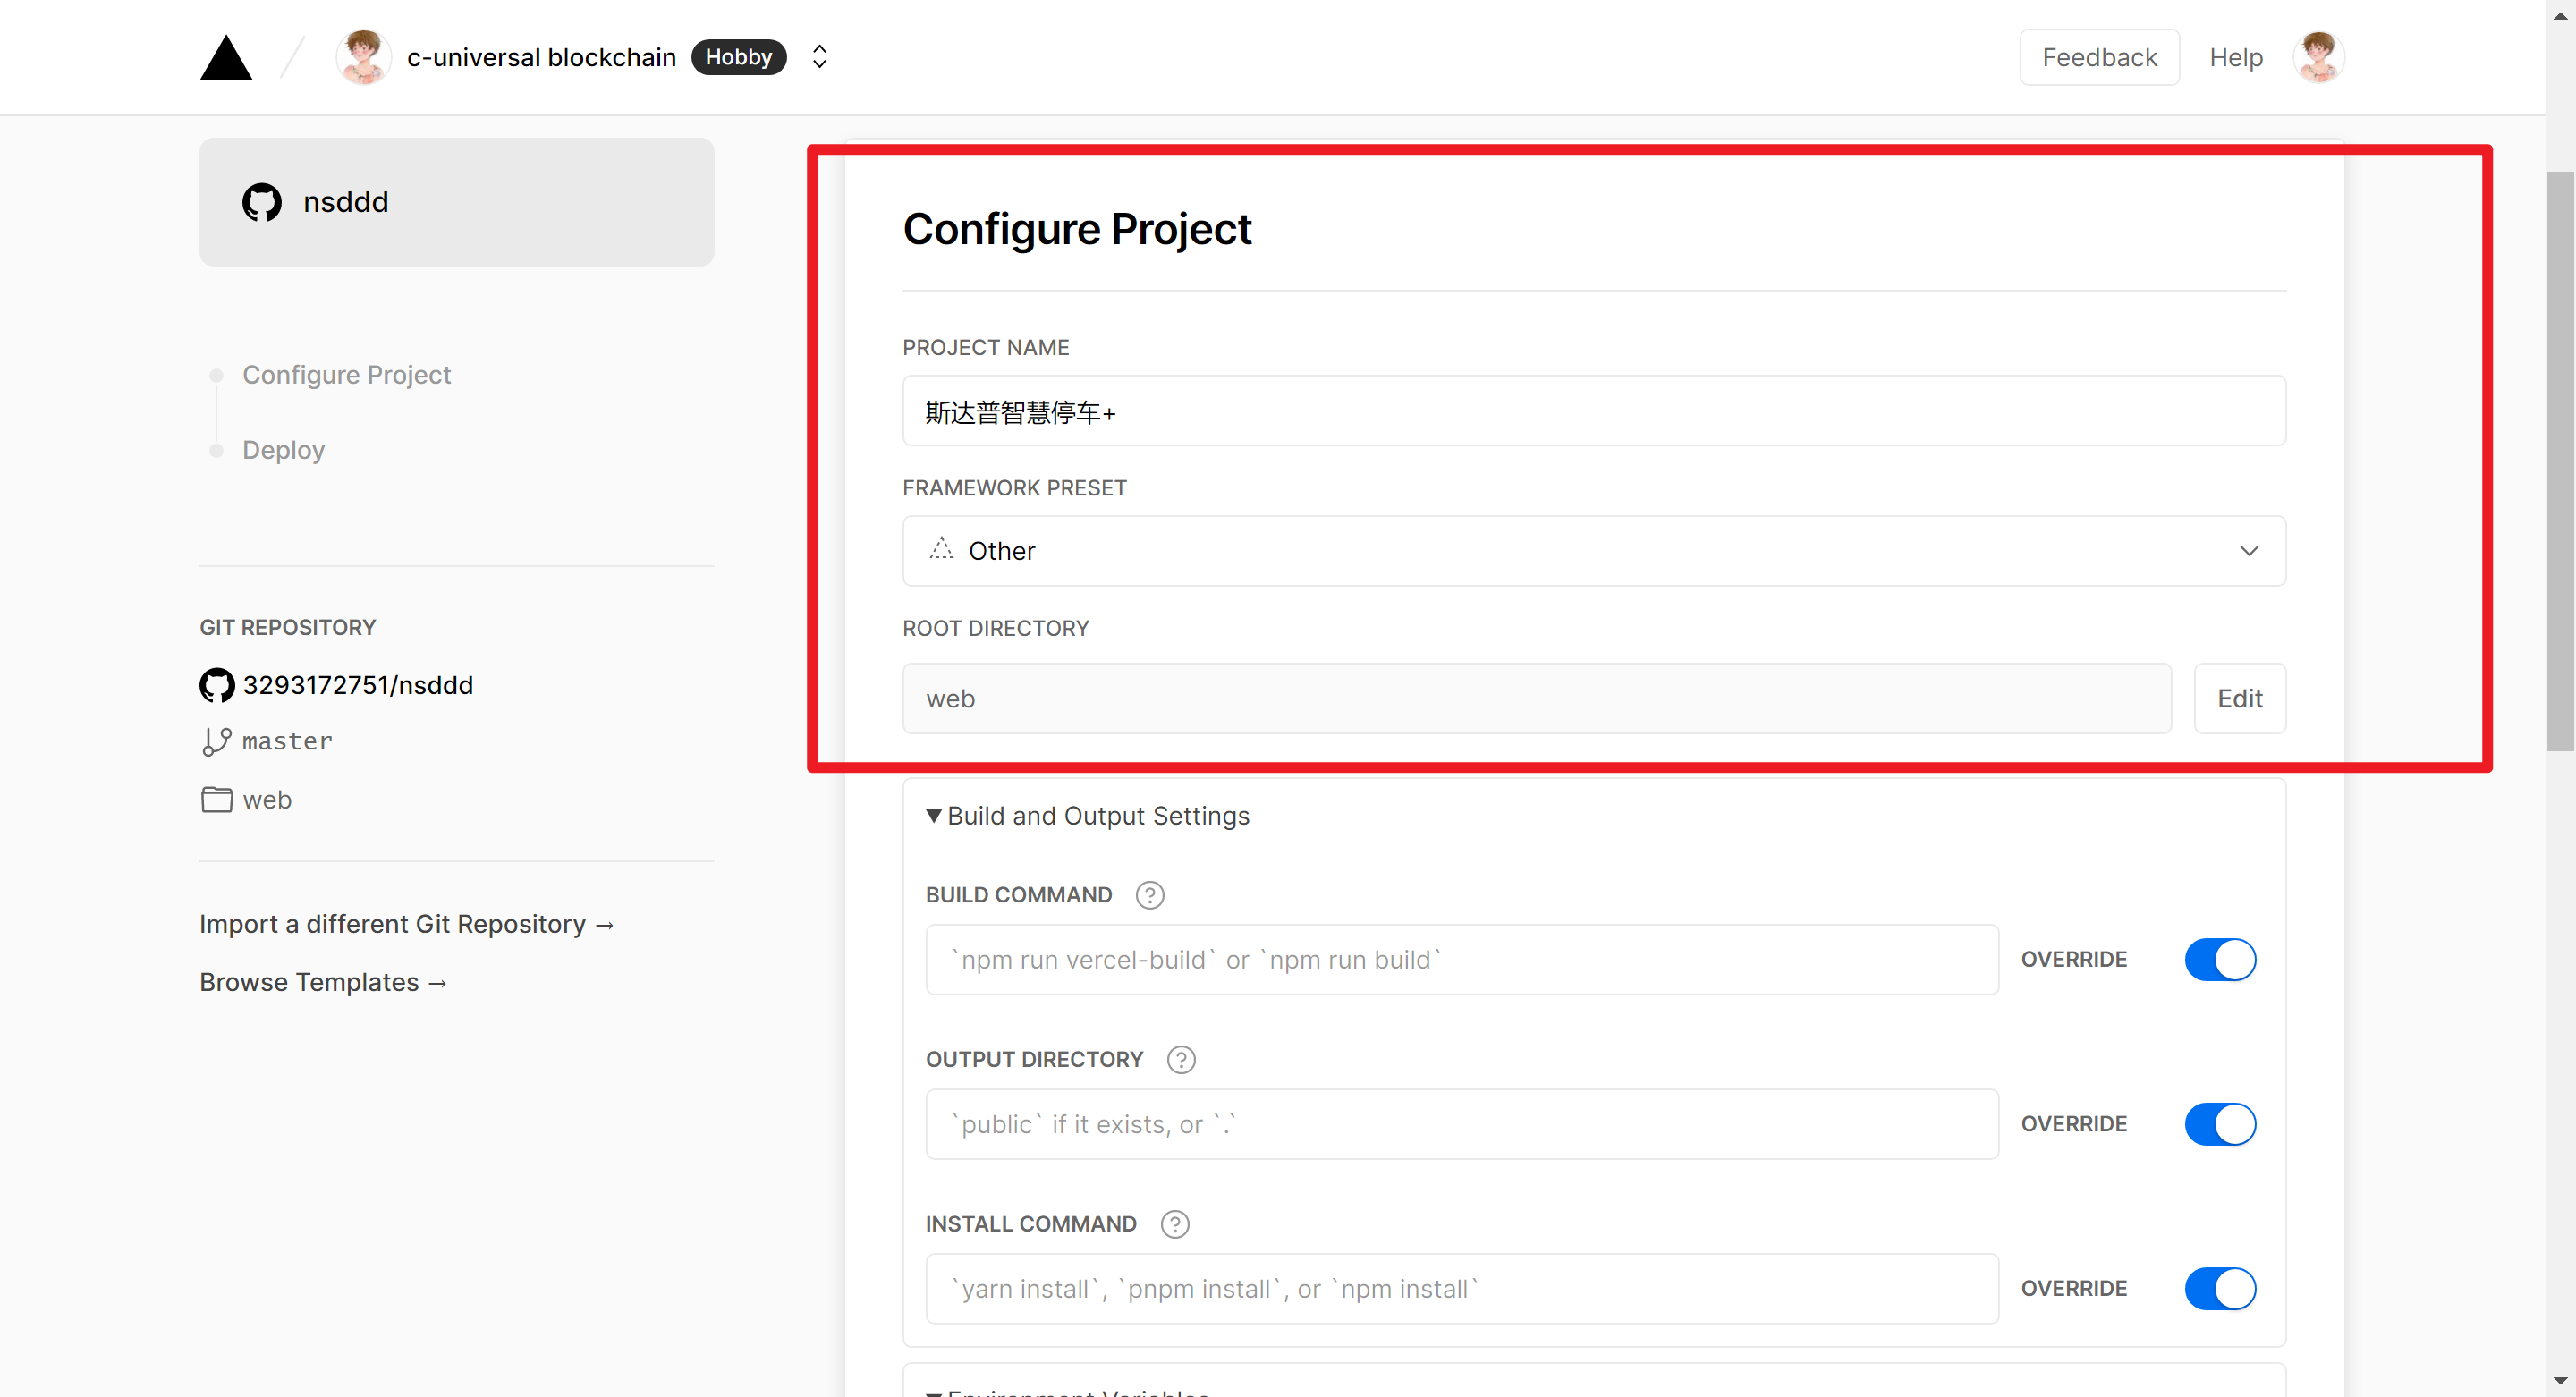 c-universal blockchain Hobby
Feedback Help
nsddd
Configure Project
Deploy
GIT REPOSITORY
3293172751/nsddd
master
web
Import a different Git Repository →
Browse Templates →
Configure Project
PROJECT NAME
斯达普智慧停车+
FRAMEWORK PRESET
Other
ROOT DIRECTORY
web
Edit
Build and Output Settings
BUILD COMMAND ?
`npm run vercel-build` or `npm run build`
OVERRIDE
OUTPUT DIRECTORY ?
`public` if it exists, or `.`
OVERRIDE
INSTALL COMMAND ?
`yarn install`, `pnpm install`, or `npm install`
OVERRIDE
Environment Variables